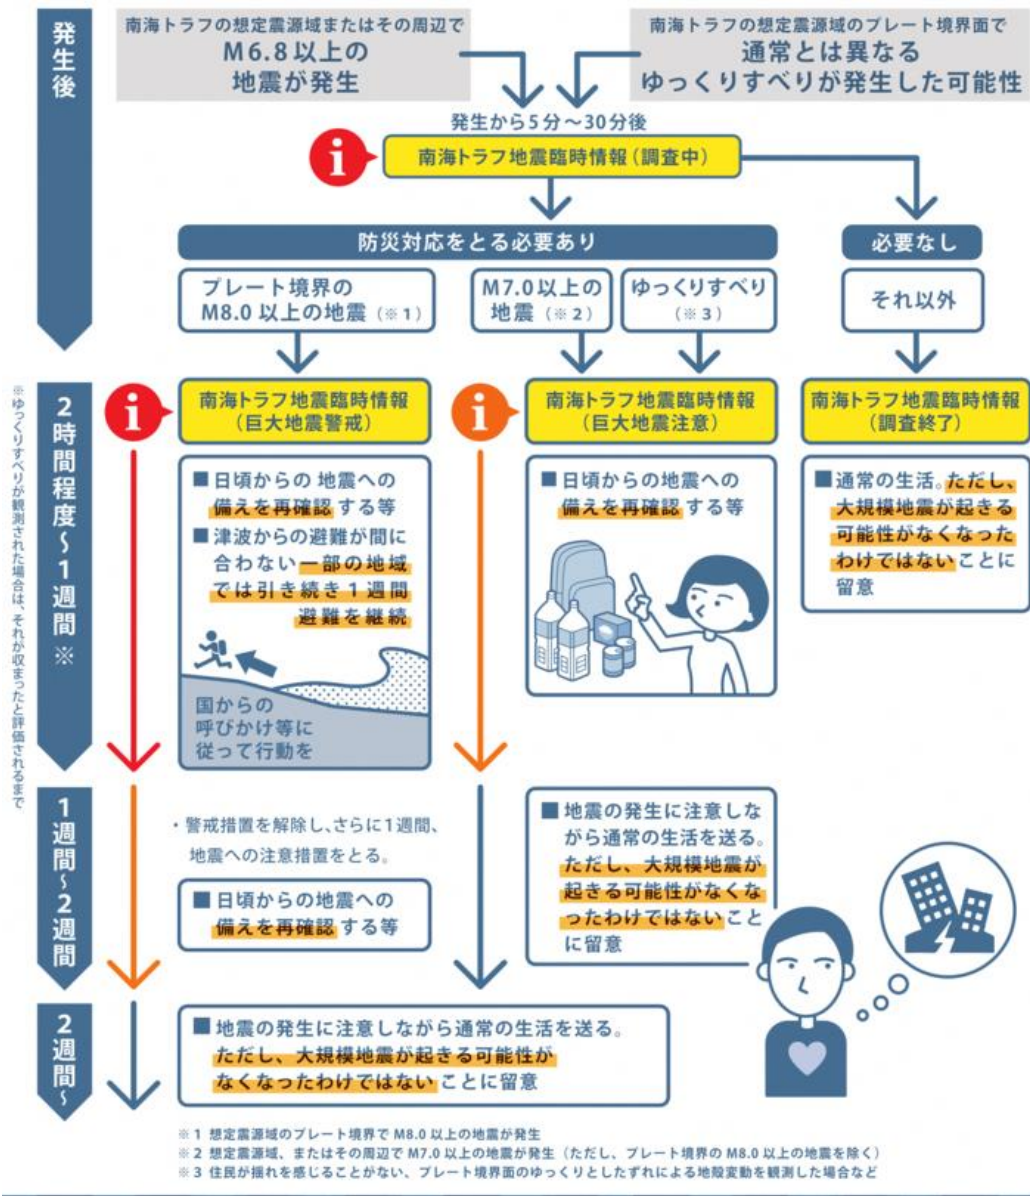 発生後
南海トラフの想定震源域またはその周辺で
M6.8以上の
地震が発生
南海トラフの想定震源域のプレート境界面で
通常とは異なる
ゆっくりすべりが発生した可能性
発生から5分～30分後
i
南海トラフ地震臨時情報(調査中)
防災対応をとる必要あり
必要なし
プレート境界の
M8.0以上の地震(※1)
M7.0以上の
地震(※2)
ゆっくりすべり
(※3)
それ以外
2時間程度～1週間※
※ゆっくりすべりが観測された場合は、それが収まったと評価されるまで
i
南海トラフ地震臨時情報
(巨大地震警戒)
■日頃からの 地震への
備えを再確認 する等
■津波からの避難が間に
合わない一部の地域
では引き続き1週間
避難を継続
国からの
呼びかけ等に
従って行動を
i
南海トラフ地震臨時情報
(巨大地震注意)
■日頃からの地震への
備えを再確認 する等
南海トラフ地震臨時情報
(調査終了)
■通常の生活。ただし、
大規模地震が起きる
可能性がなくなった
わけではないことに
留意
1週間～2週間
・警戒措置を解除し、さらに1週間、
地震への注意措置をとる。
■日頃からの地震への
備えを再確認 する等
■地震の発生に注意しな
がら通常の生活を送る。
ただし、大規模地震が
起きる可能性がなくな
ったわけではないこと
に留意
2週間～
■地震の発生に注意しながら通常の生活を送る。
ただし、大規模地震が起きる可能性が
なくなったわけではない ことに留意
※1 想定震源域のプレート境界でM8.0以上の地震が発生
※2 想定震源域、またはその周辺でM7.0以上の地震が発生(ただし、プレート境界のM8.0以上の地震を除く)
※3 住民が揺れを感じることがない、プレート境界面のゆっくりとしたずれによる地殻変動を観測した場合など